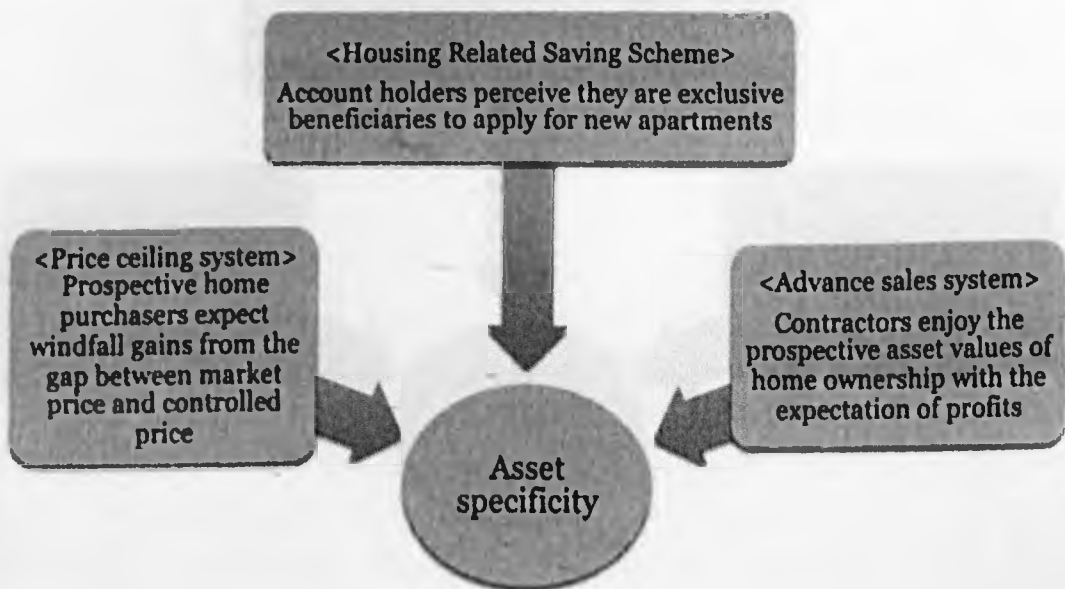 <Housing Related Saving Scheme>
Account holders perceive they are exclusive
beneficiaries to apply for new apartments
<Price ceiling system>
Prospective home
purchasers expect
windfall gains from the
gap between market
price and controlled
price
<Advance sales system>
Contractors enjoy the
prospective asset values of
home ownership with the
expectation of profits
Asset
specificity